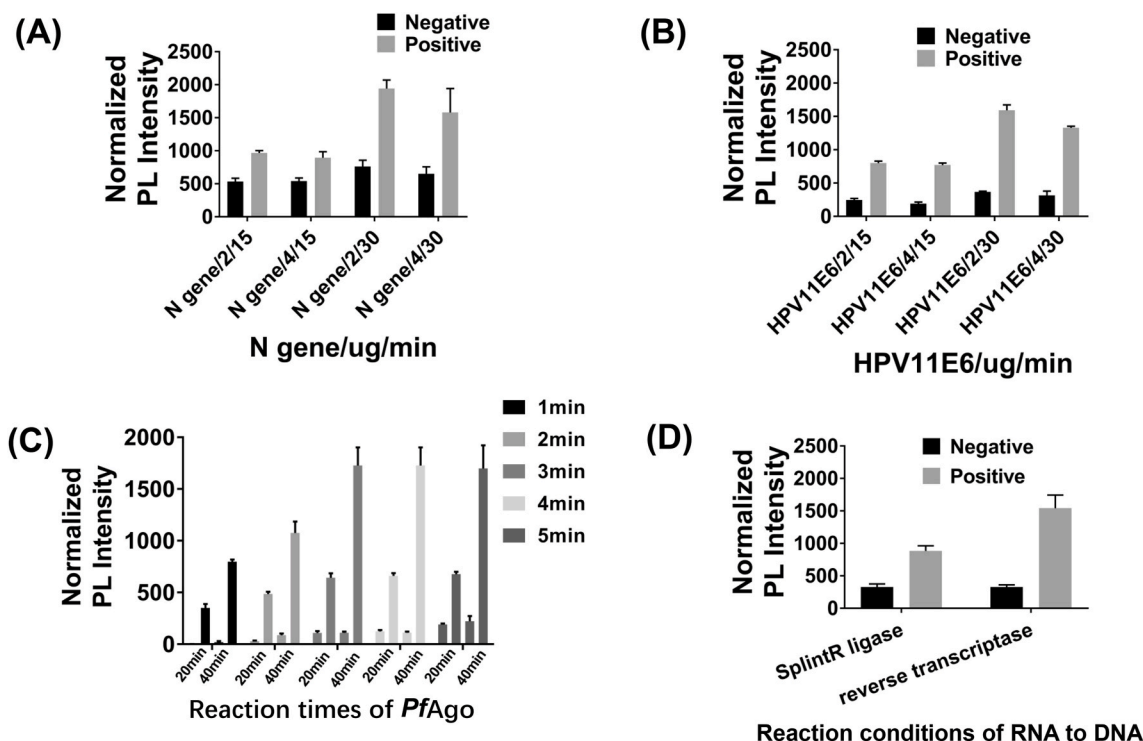 (A)
Negative
Positive
Normalized
PL Intensity
2500
2000
1500
1000
500
0
N gene/2/15
N gene/4/15
N gene/2/30
N gene/4/30
N gene/ug/min
(B)
Negative
Positive
Normalized
PL Intensity
2500
2000
1500
1000
500
0
HPV11E6/2/15
HPV11E6/4/15
HPV11E6/2/30
HPV11E6/4/30
HPV11E6/ug/min
(C)
1min
2min
3min
4min
5min
Normalized
PL Intensity
2000
1500
1000
500
0
20min
40min
20min
40min
20min
40min
20min
40min
20min
40min
Reaction times of PfAgo
(D)
Negative
Positive
Normalized
PL Intensity
2500
2000
1500
1000
500
0
SplintR ligase
reverse transcriptase
Reaction conditions of RNA to DNA